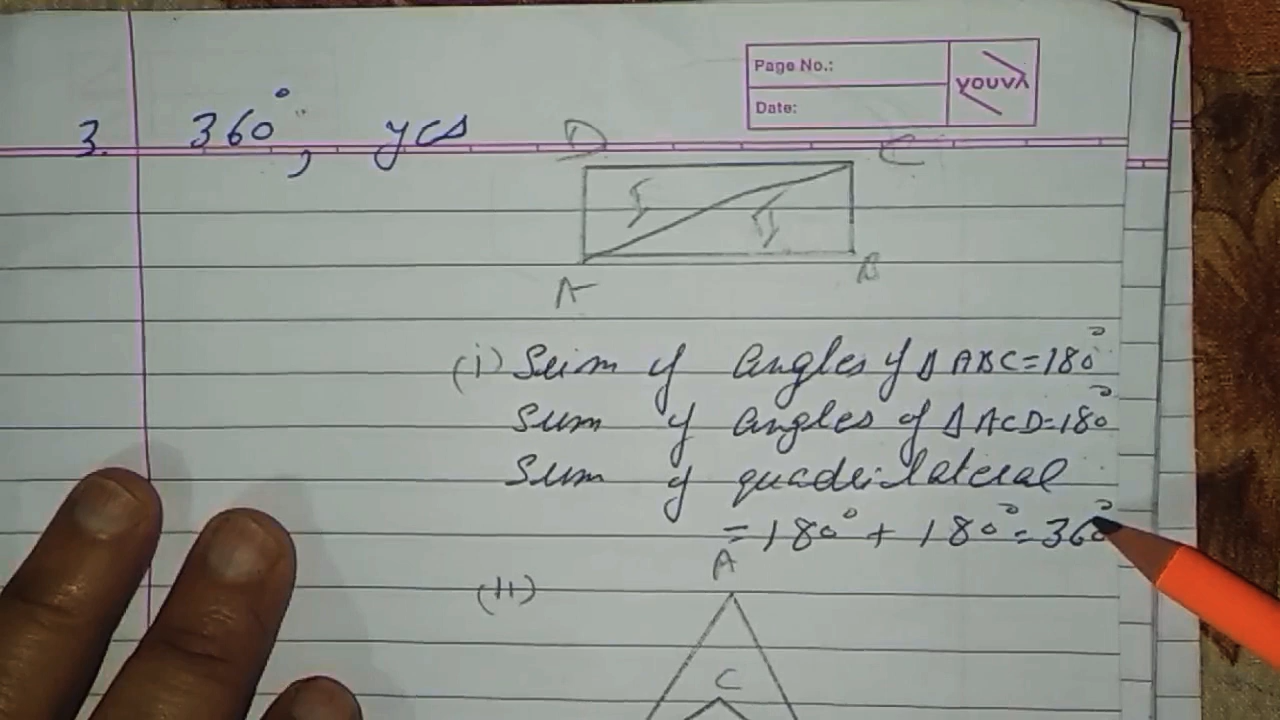 Page No.:
YOUVA
Date:
3. 360°, yes
D C
I II
A B
(i) Sum of angles of Δ ABC = 180°
Sum of angles of Δ ACD = 180°
Sum of quadrilateral
= 180° + 180° = 360°
A
(ii)
C